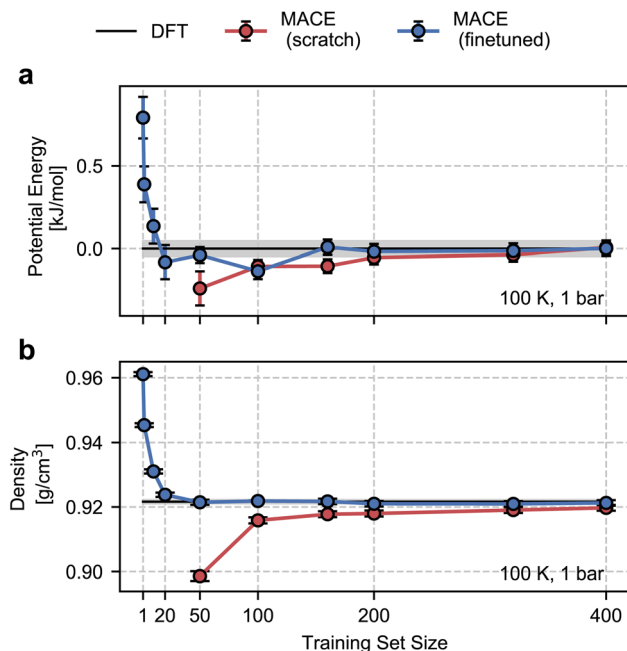 DFT
MACE
(scratch)
MACE
(finetuned)
a
Potential Energy
[kJ/mol]
0.5
0.0
100 K, 1 bar
b
Density
[g/cm³]
0.96
0.94
0.92
0.90
100 K, 1 bar
1 20 50 100 200 400
Training Set Size